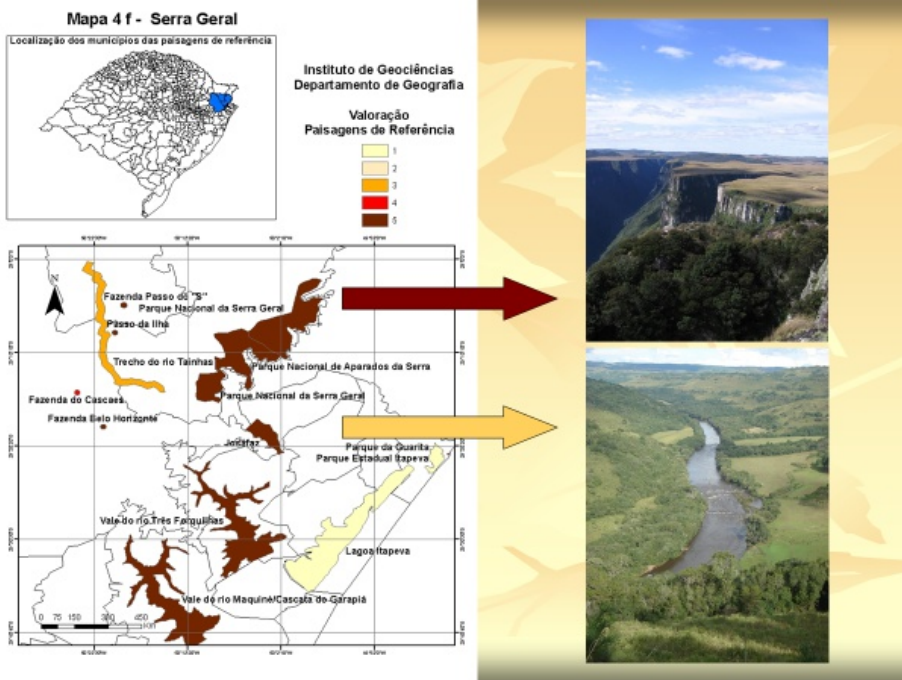 Mapa 4 f - Serra Geral
Localização dos municípios das paisagens de referência
Instituto de Geociências
Departamento de Geografia
Valoração
Paisagens de Referência
1
2
3
4
5
N
Fazenda Passo do "S"
Parque Nacional da Serra Geral
Passo da Ilha
Trecho do rio Tainhas
Parque Nacional de Aparados da Serra
Fazenda do Cascaes
Parque Nacional da Serra Geral
Fazenda Belo Horizonte
Josafaz
Parque da Guarita
Parque Estadual Itapeva
Vale do rio Três Forquilhas
Lagoa Itapeva
Vale do rio Maquiné/Cascata do Garapiá
0 75 150 300 450